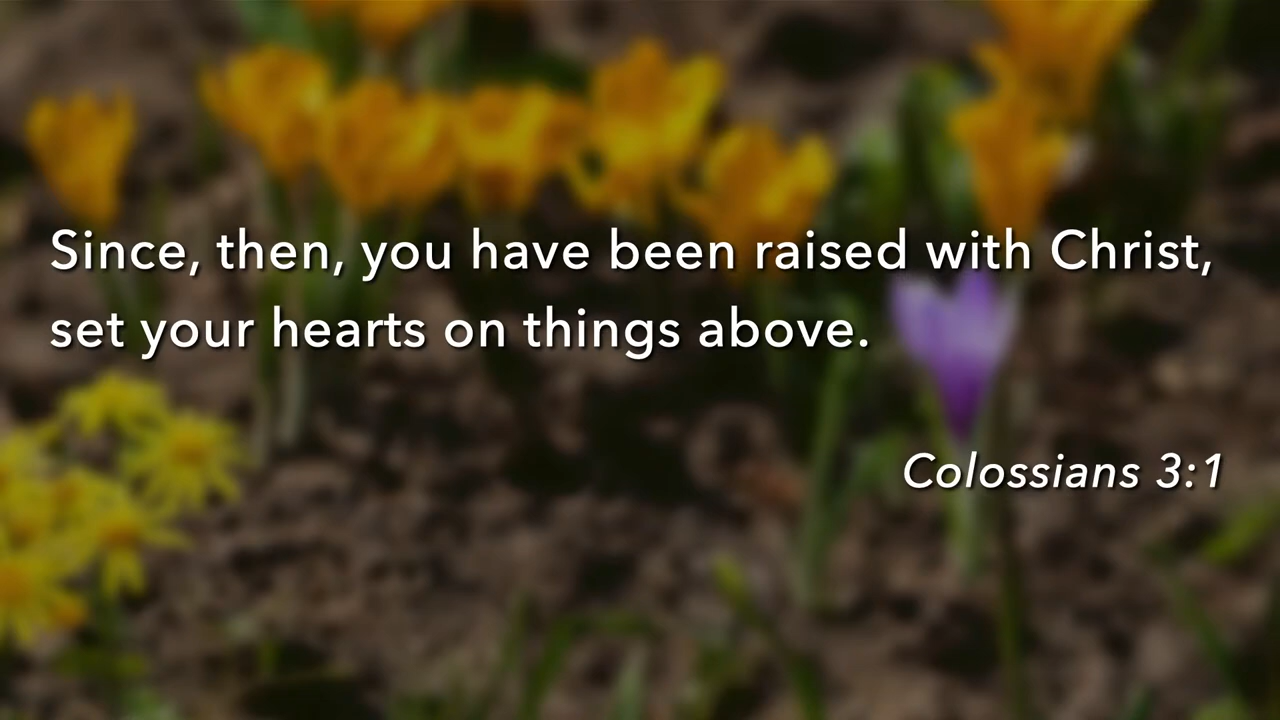 Since, then, you have been raised with Christ,
set your hearts on things above.
Colossians 3:1